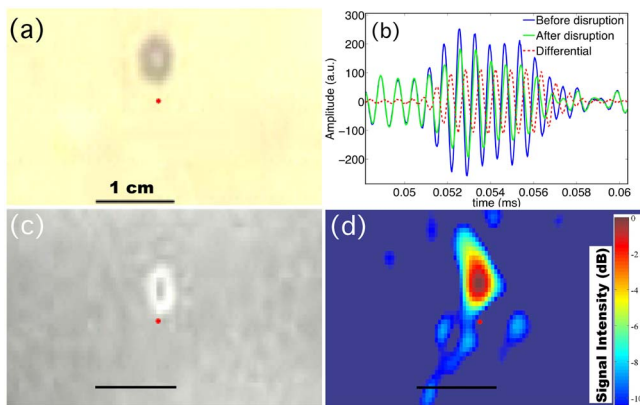 (a)
1 cm
(b)
Before disruption
After disruption
Differential
Amplitude (a.u.)
300
200
100
0
-100
-200
0.05
0.052
0.054
0.056
0.058
0.06
time (ms)
(c)
(d)
Signal Intensity (dB)
0
-2
-4
-6
-8
-10